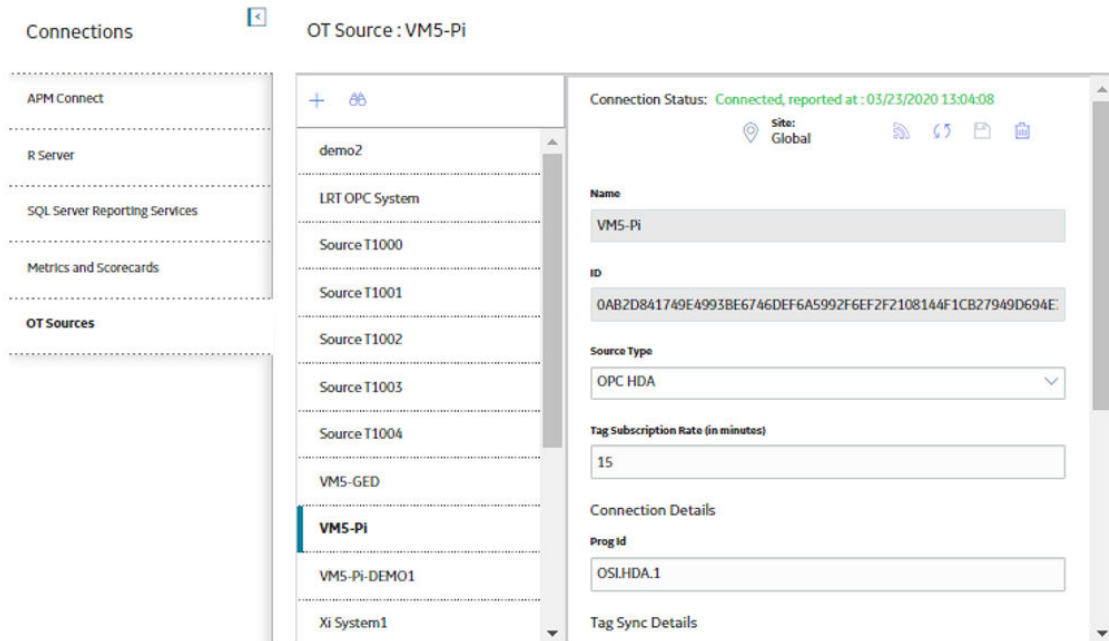 Connections
OT Source : VM5-Pi
APM Connect
R Server
SQL Server Reporting Services
Metrics and Scorecards
OT Sources
demo2
LRT OPC System
Source T1000
Source T1001
Source T1002
Source T1003
Source T1004
VM5-GED
VM5-Pi
VM5-Pi-DEMO1
Xi System1
Connection Status: Connected, reported at : 03/23/2020 13:04:08
Site:
Global
Name
VM5-Pi
ID
0AB2D841749E4993BE6746DEF6A5992F6EF2F2108144F1CB27949D694E
Source Type
OPC HDA
Tag Subscription Rate (in minutes)
15
Connection Details
Prog Id
OSI.HDA.1
Tag Sync Details